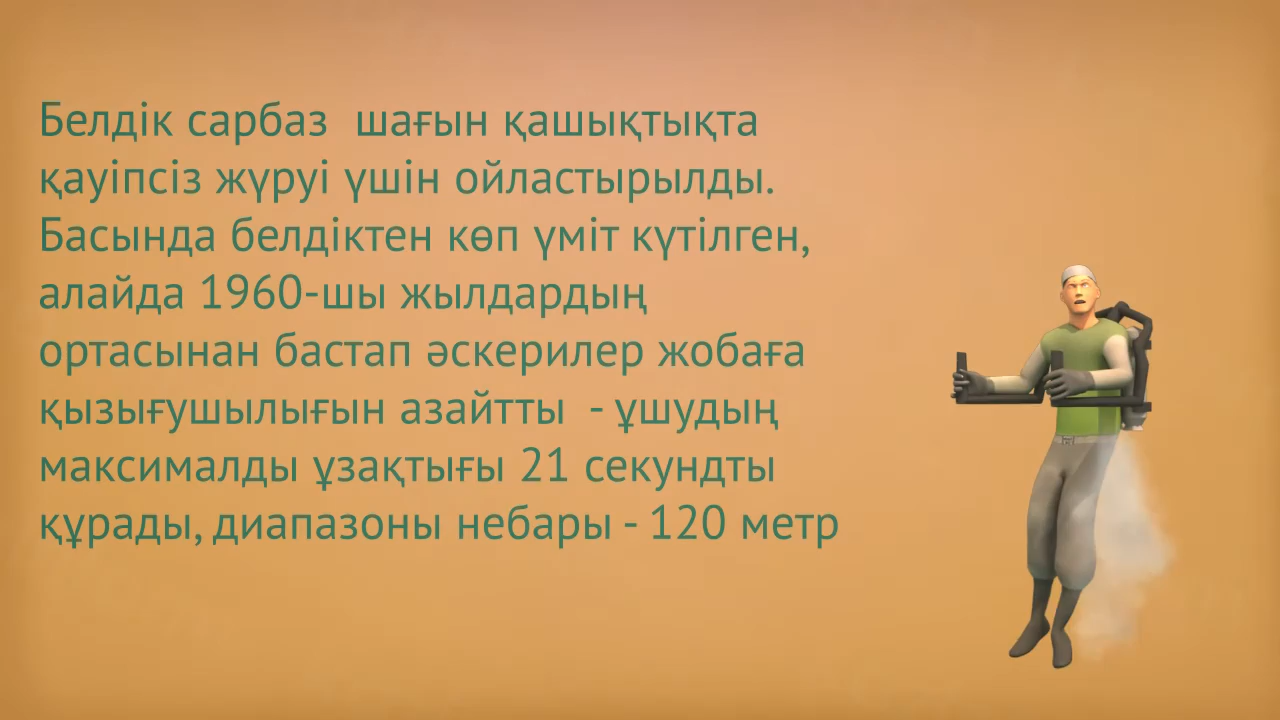 Белдік сарбаз  шағын қашықтықта
қауіпсіз жүруі үшін ойластырылды.
Басында белдіктен көп үміт күтілген,
алайда 1960-шы жылдардың
ортасынан бастап әскерилер жобаға
қызығушылығын азайтты  - ұшудың
максималды ұзақтығы 21 секундты
құрады, диапазоны небары - 120 метр